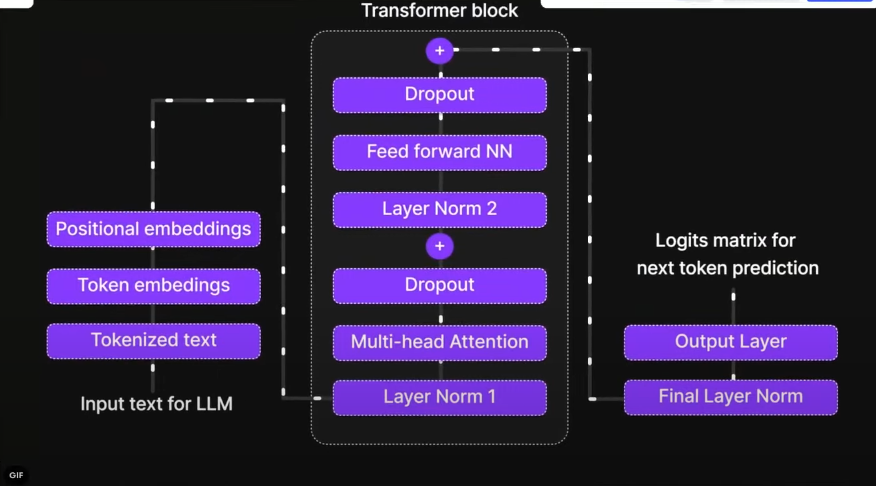 Transformer block
+
Dropout
Feed forward NN
Layer Norm 2
+
Dropout
Multi-head Attention
Layer Norm 1
Positional embeddings
Token embedings
Tokenized text
Input text for LLM
Logits matrix for
next token prediction
Output Layer
Final Layer Norm
GIF